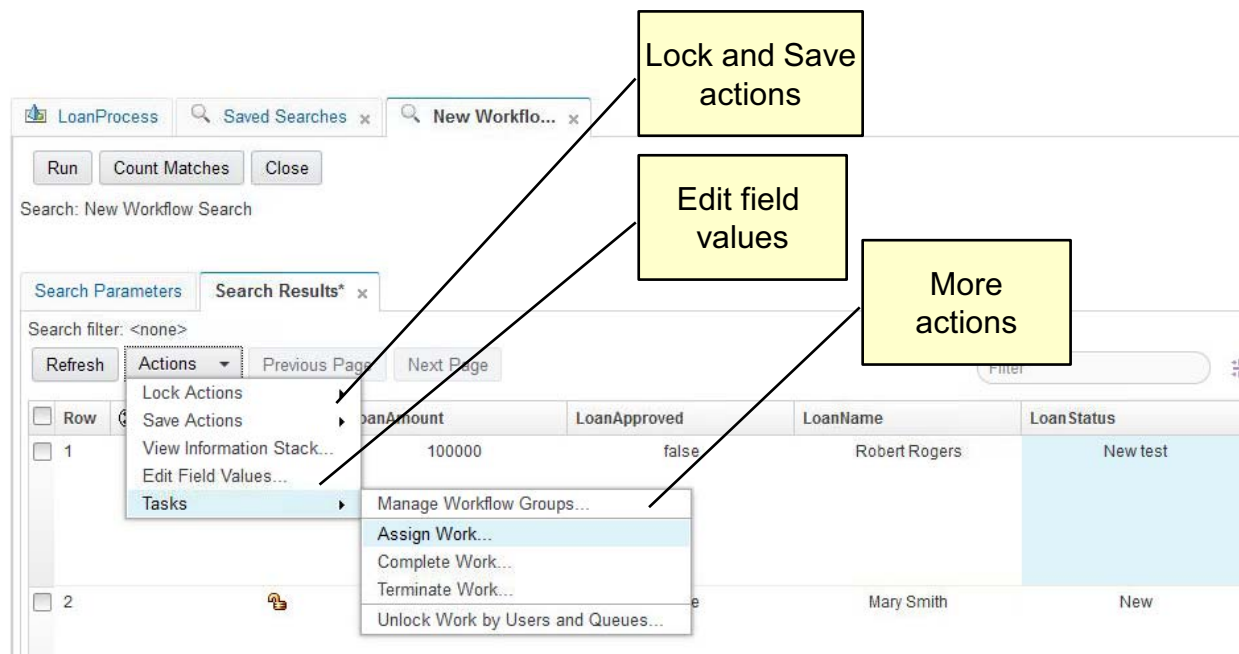 Lock and Save
actions
LoanProcess Saved Searches x New Workflo... x
Run Count Matches Close
Edit field
values
Search: New Workflow Search
More
actions
Search Parameters Search Results* x
Search filter: <none>
Refresh Actions Previous Page Next Page Filter
Lock Actions
Row Save Actions LoanAmount LoanApproved LoanName LoanStatus
1 View Information Stack... 100000 false Robert Rogers New test
Edit Field Values...
Tasks Manage Workflow Groups...
Assign Work...
Complete Work...
Terminate Work...
2 e Mary Smith New
Unlock Work by Users and Queues...